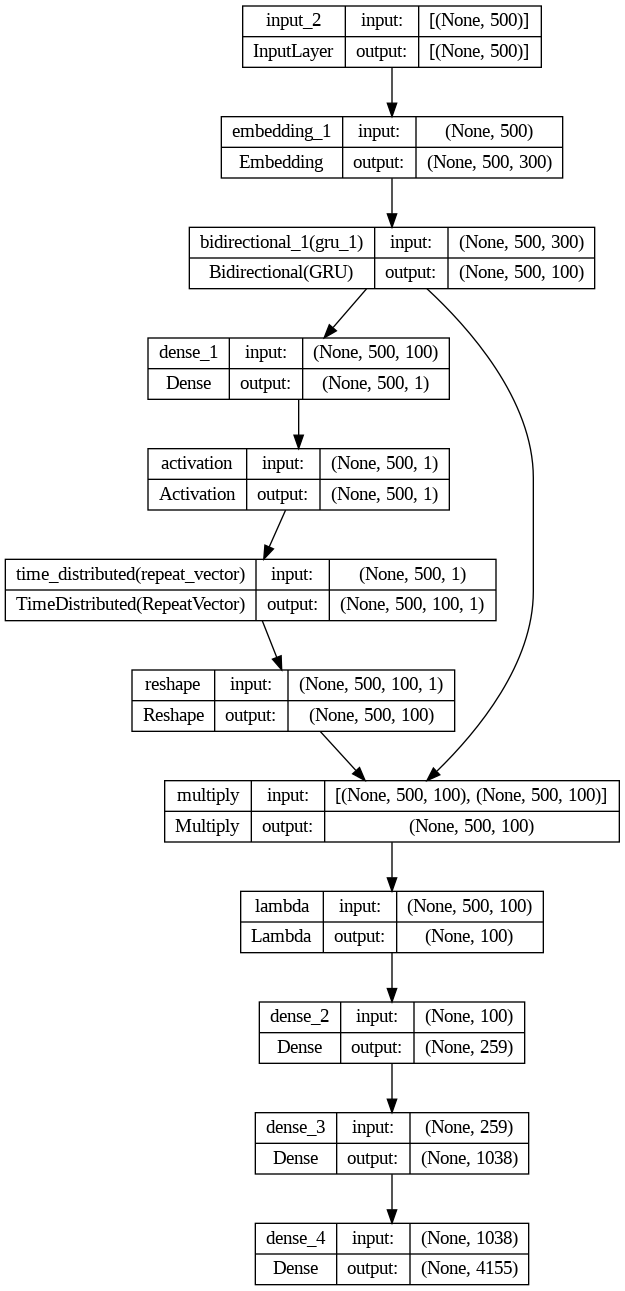 input_2 input: [(None, 500)]
InputLayer output: [(None, 500)]
embedding_1 input: (None, 500)
Embedding output: (None, 500, 300)
bidirectional_1(gru_1) input: (None, 500, 300)
Bidirectional(GRU) output: (None, 500, 100)
dense_1 input: (None, 500, 100)
Dense output: (None, 500, 1)
activation input: (None, 500, 1)
Activation output: (None, 500, 1)
time_distributed(repeat_vector) input: (None, 500, 1)
TimeDistributed(RepeatVector) output: (None, 500, 100, 1)
reshape input: (None, 500, 100, 1)
Reshape output: (None, 500, 100)
multiply input: [(None, 500, 100), (None, 500, 100)]
Multiply output: (None, 500, 100)
lambda input: (None, 500, 100)
Lambda output: (None, 100)
dense_2 input: (None, 100)
Dense output: (None, 259)
dense_3 input: (None, 259)
Dense output: (None, 1038)
dense_4 input: (None, 1038)
Dense output: (None, 4155)